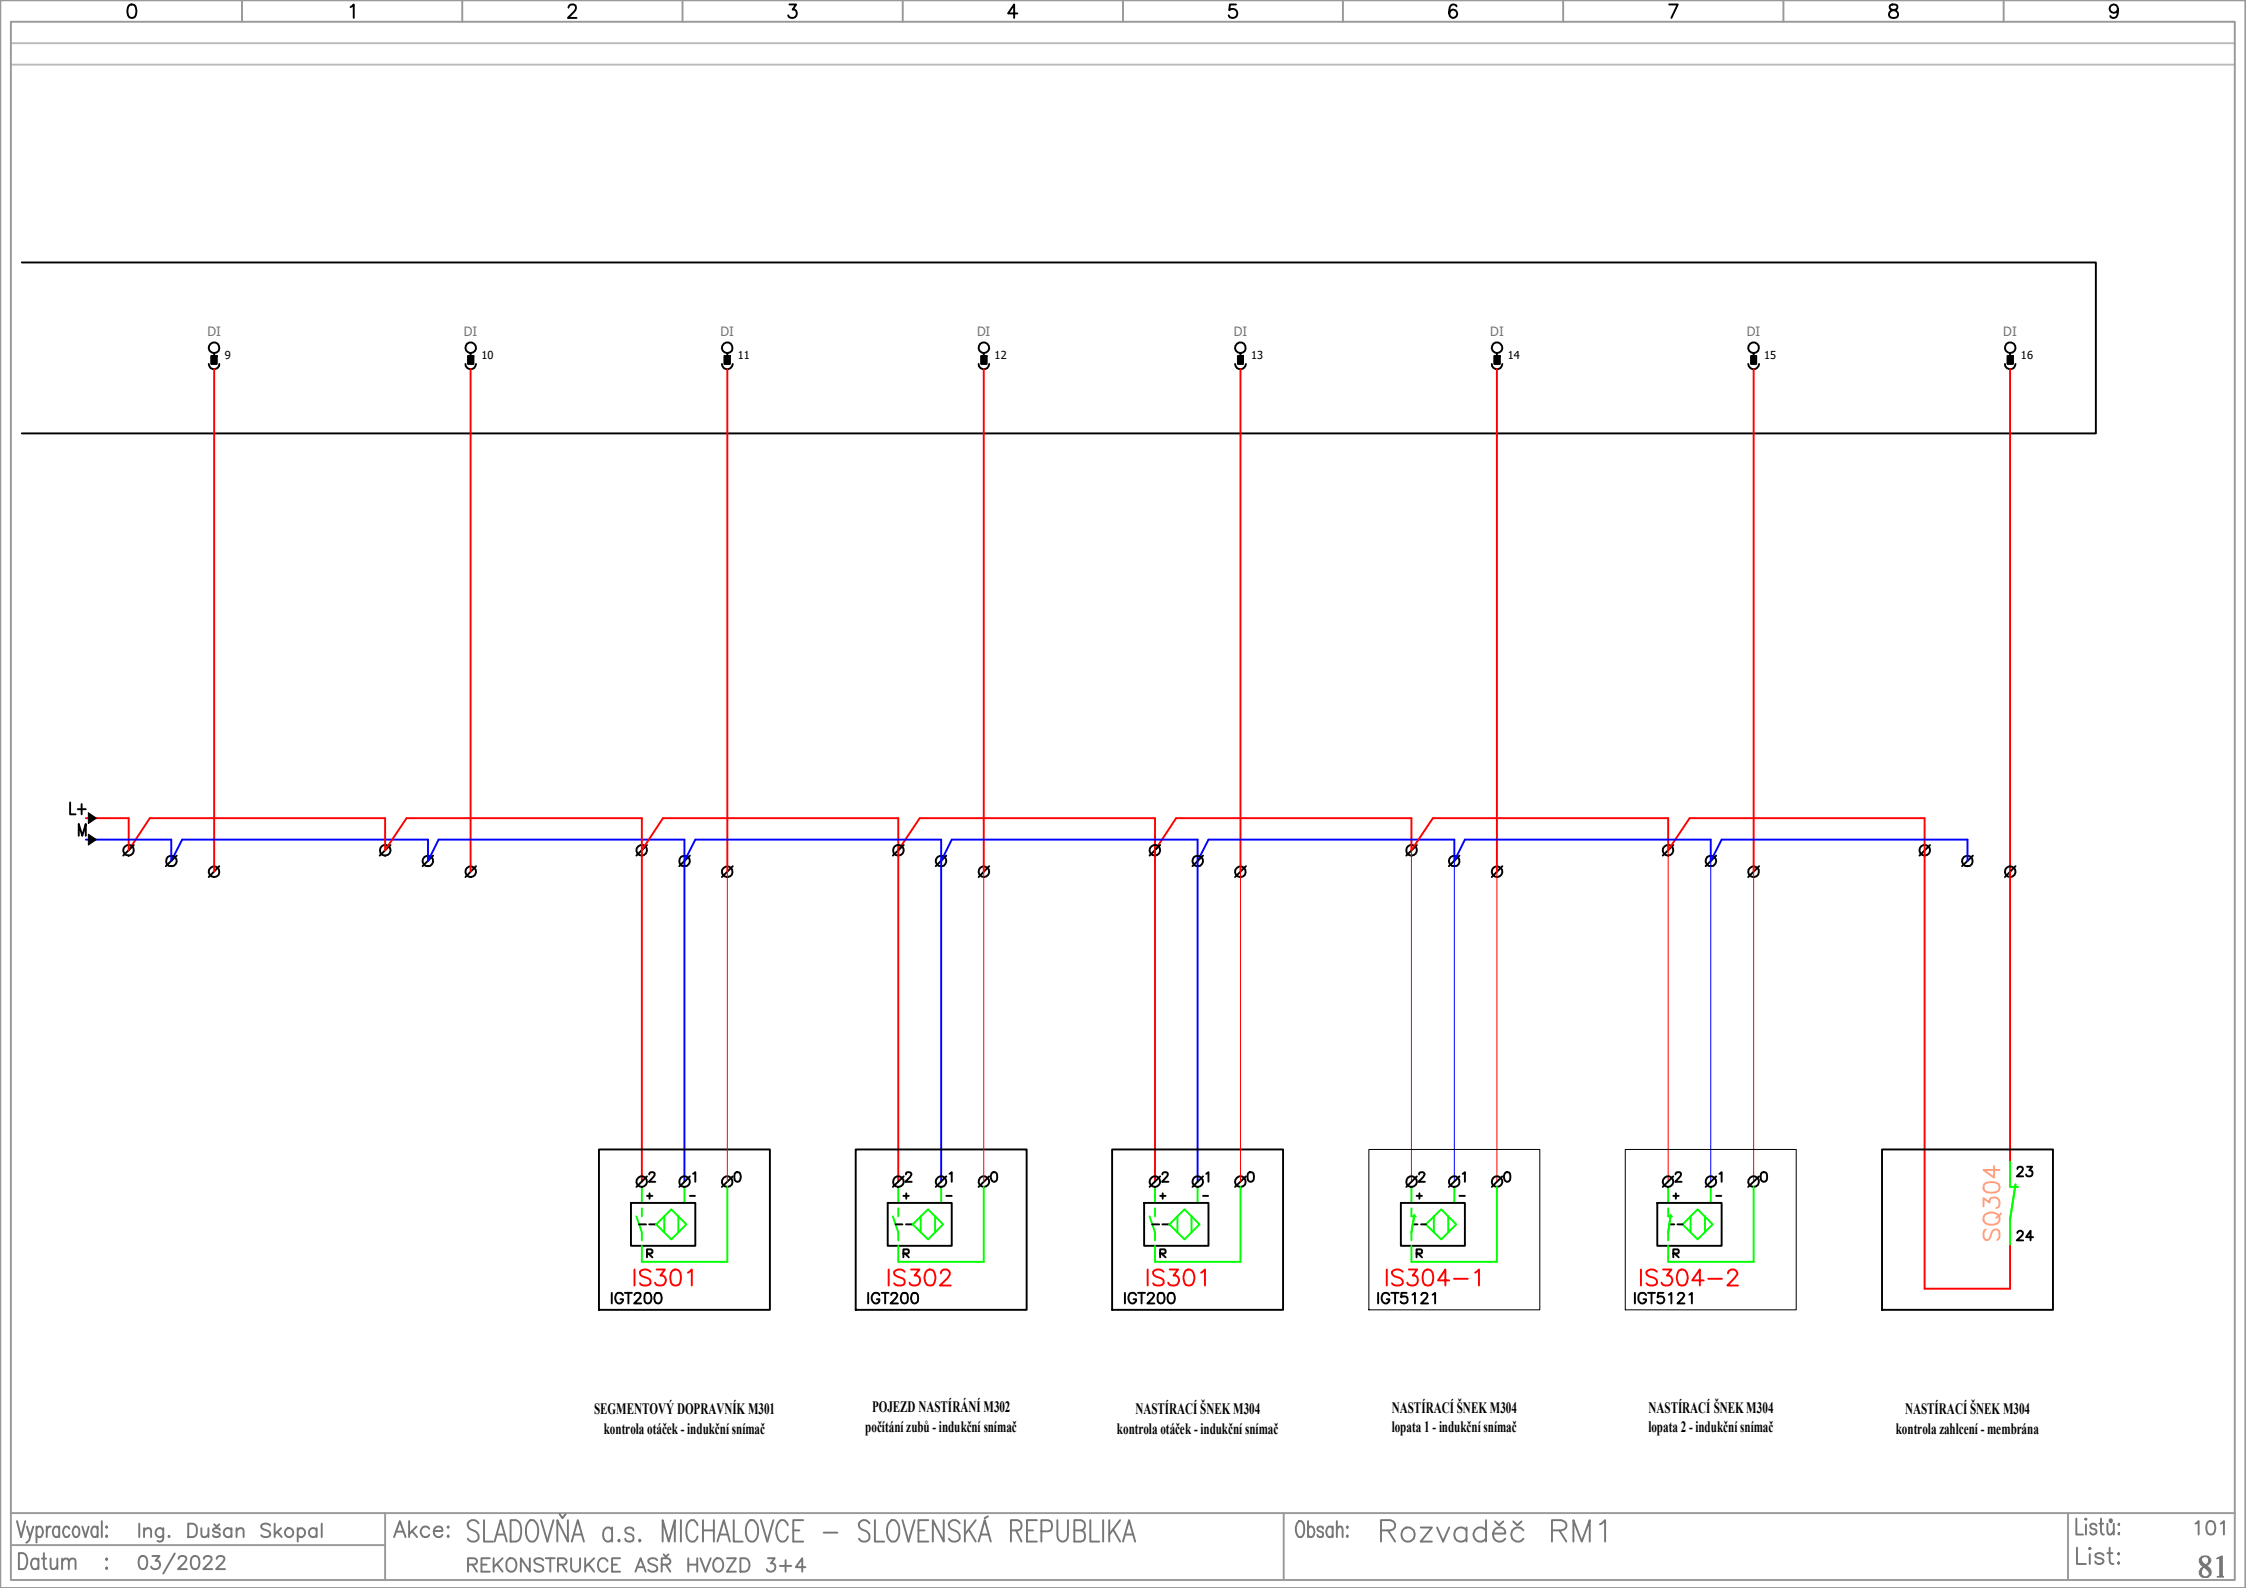 0 1 2 3 4 5 6 7 8 9
DI DI DI DI DI DI DI DI
9 10 11 12 13 14 15 16
L+
M
2 1 0 2 1 0 2 1 0 2 1 0 2 1 0 23
+ - + - + - + - + -
SQ304
24
R R R R R
IS301 IS302 IS301 IS304-1 IS304-2
IGT200 IGT200 IGT200 IGT5121 IGT5121
SEGMENTOVÝ DOPRAVNÍK M301
kontrola otáček - indukční snímač
POJEZD NASTÍRÁNÍ M302
počítání zubů - indukční snímač
NASTÍRACÍ ŠNEK M304
kontrola otáček - indukční snímač
NASTÍRACÍ ŠNEK M304
lopata 1 - indukční snímač
NASTÍRACÍ ŠNEK M304
lopata 2 - indukční snímač
NASTÍRACÍ ŠNEK M304
kontrola zahlcení - membrána
Vypracoval: Ing. Dušan Skopal
Datum : 03/2022
Akce: SLADOVŇA a.s. MICHALOVCE – SLOVENSKÁ REPUBLIKA
REKONSTRUKCE ASŘ HVOZD 3+4
Obsah: Rozvaděč RM1
Listů: 101
List: 81